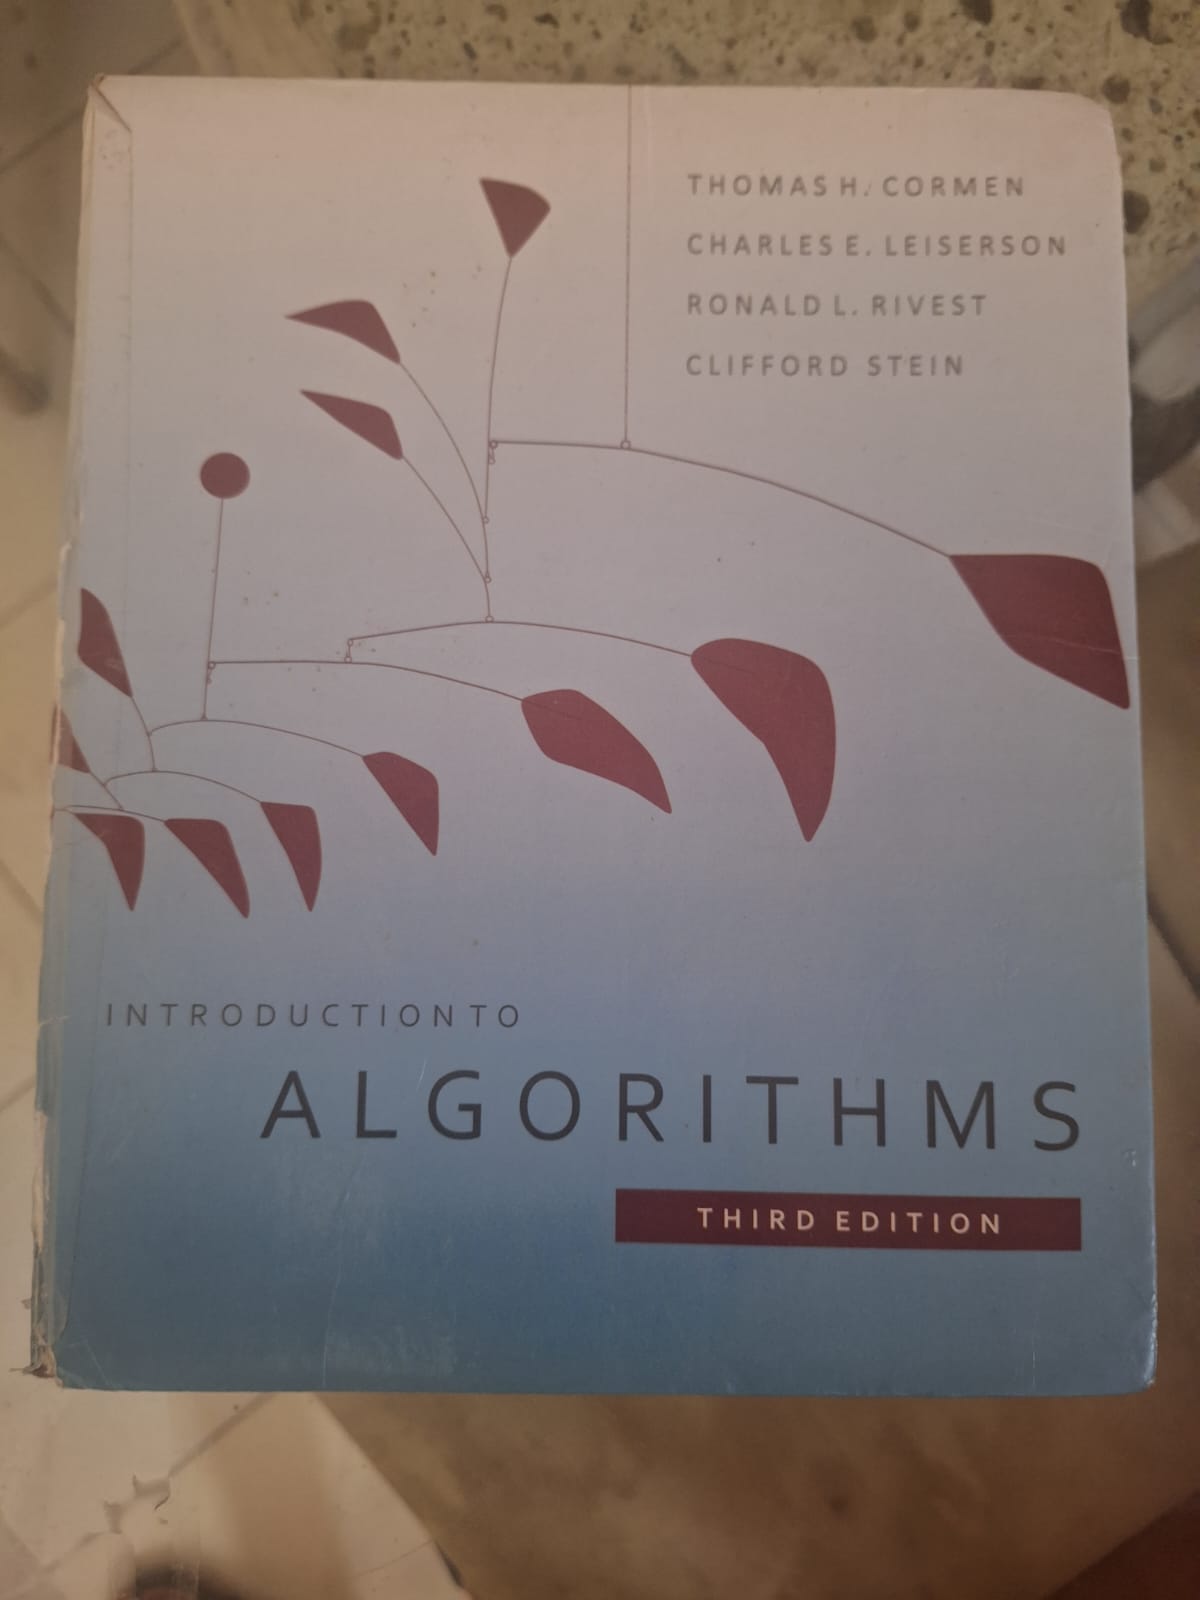 THOMAS H. CORMEN
CHARLES E. LEISERSON
RONALD L. RIVEST
CLIFFORD STEIN
INTRODUCTION TO
ALGORITHMS
THIRD EDITION